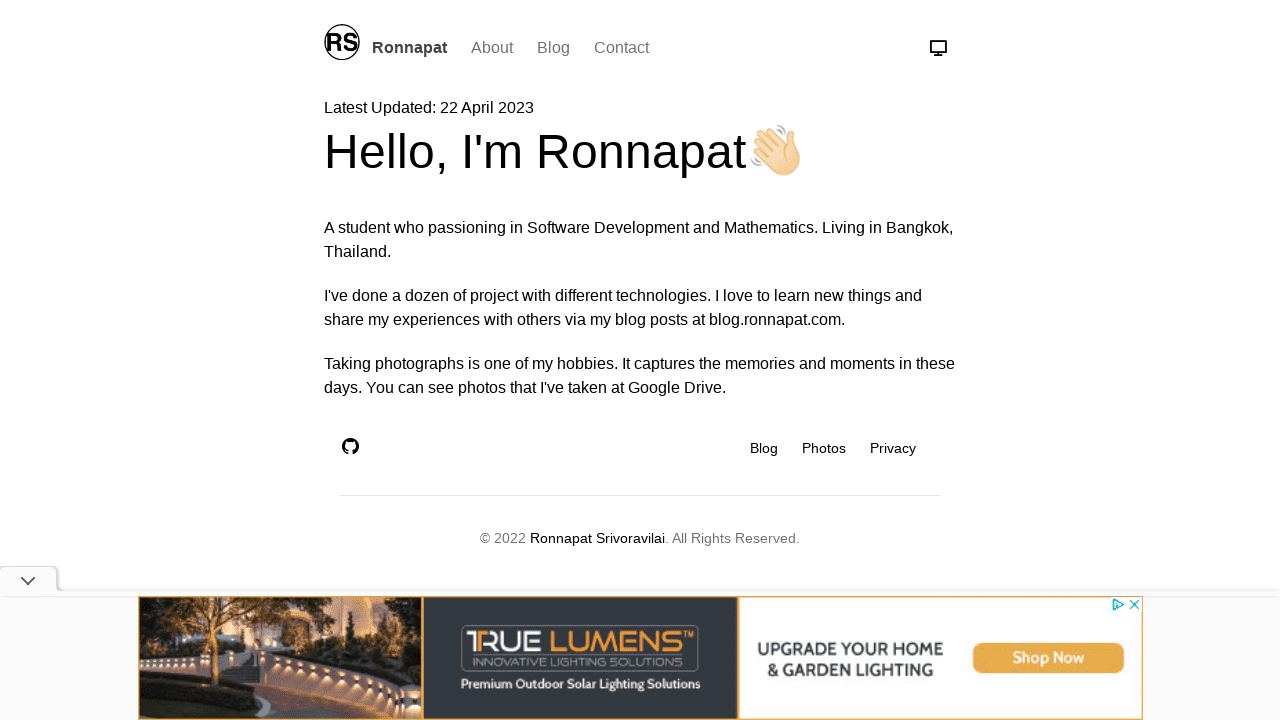 RS
Ronnapat About Blog Contact
Latest Updated: 22 April 2023
Hello, I'm Ronnapat👋🏻
A student who passioning in Software Development and Mathematics. Living in Bangkok,
Thailand.
I've done a dozen of project with different technologies. I love to learn new things and
share my experiences with others via my blog posts at blog.ronnapat.com.
Taking photographs is one of my hobbies. It captures the memories and moments in these
days. You can see photos that I've taken at Google Drive.
Blog Photos Privacy
© 2022 Ronnapat Srivoravilai. All Rights Reserved.
TRUE LUMENS™
INNOVATIVE LIGHTING SOLUTIONS
Premium Outdoor Solar Lighting Solutions
UPGRADE YOUR HOME
& GARDEN LIGHTING
Shop Now